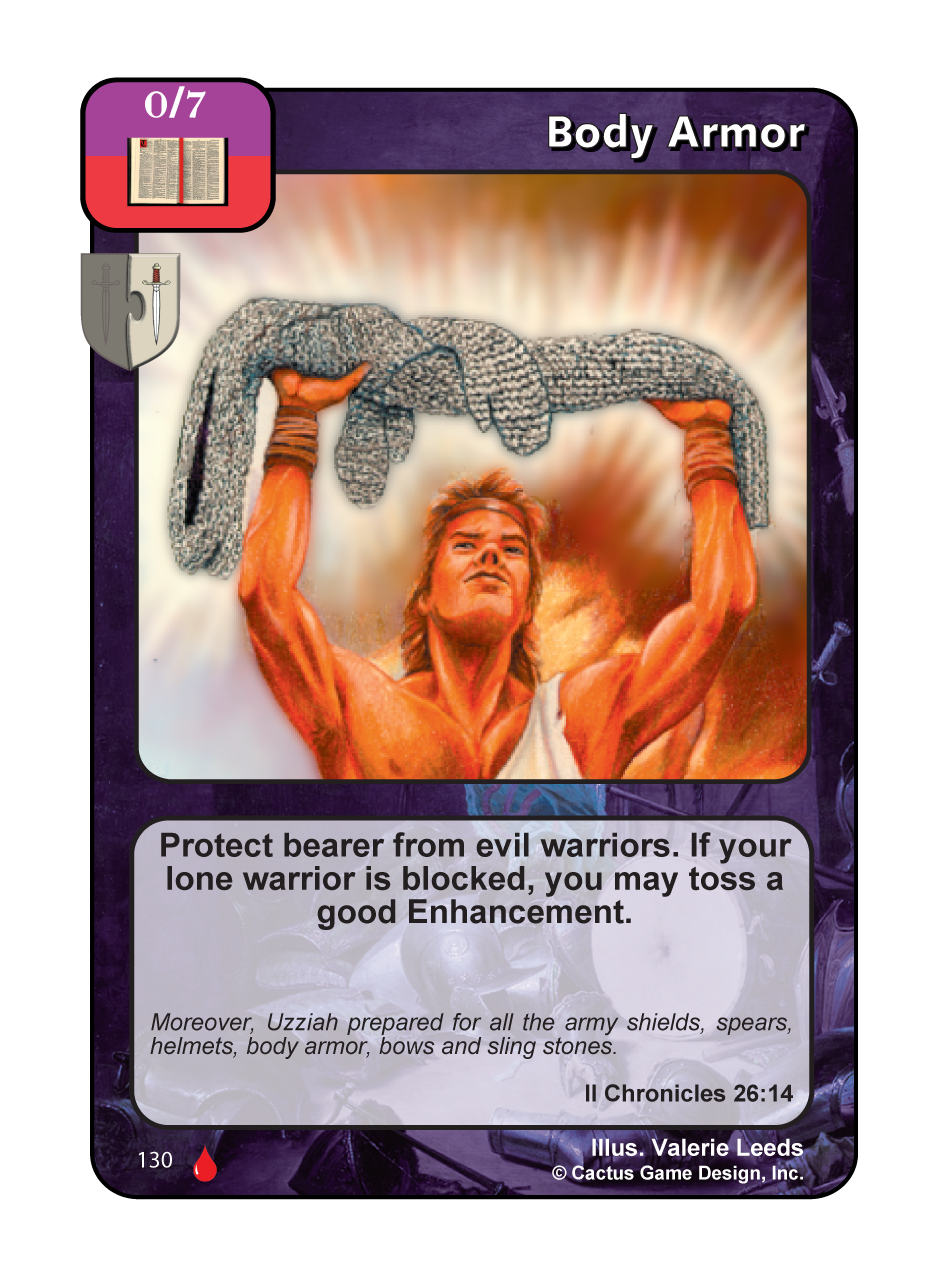 0/7
Body Armor
Protect bearer from evil warriors. If your
lone warrior is blocked, you may toss a
good Enhancement.
Moreover, Uzziah prepared for all the army shields, spears,
helmets, body armor, bows and sling stones.
II Chronicles 26:14
130
Illus. Valerie Leeds
© Cactus Game Design, Inc.